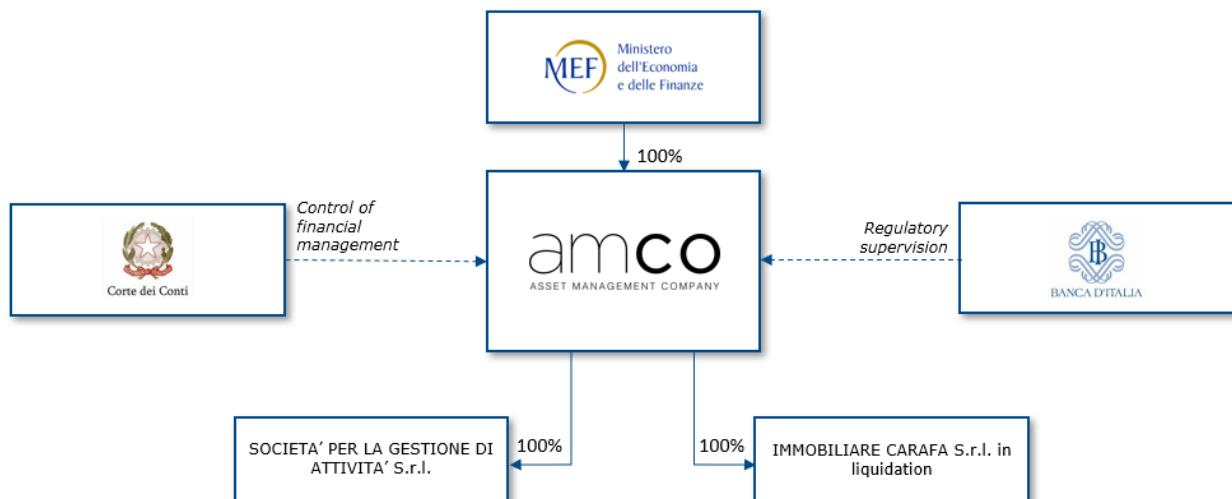 MEF
Ministero
dell'Economia
e delle Finanze
100%
Control of
financial
management
Corte dei Conti
amco
ASSET MANAGEMENT COMPANY
Regulatory
supervision
B
BANCA D'ITALIA
SOCIETA’ PER LA GESTIONE DI
ATTIVITA’ S.r.l.
100%
100%
IMMOBILIARE CARAFA S.r.l. in
liquidation